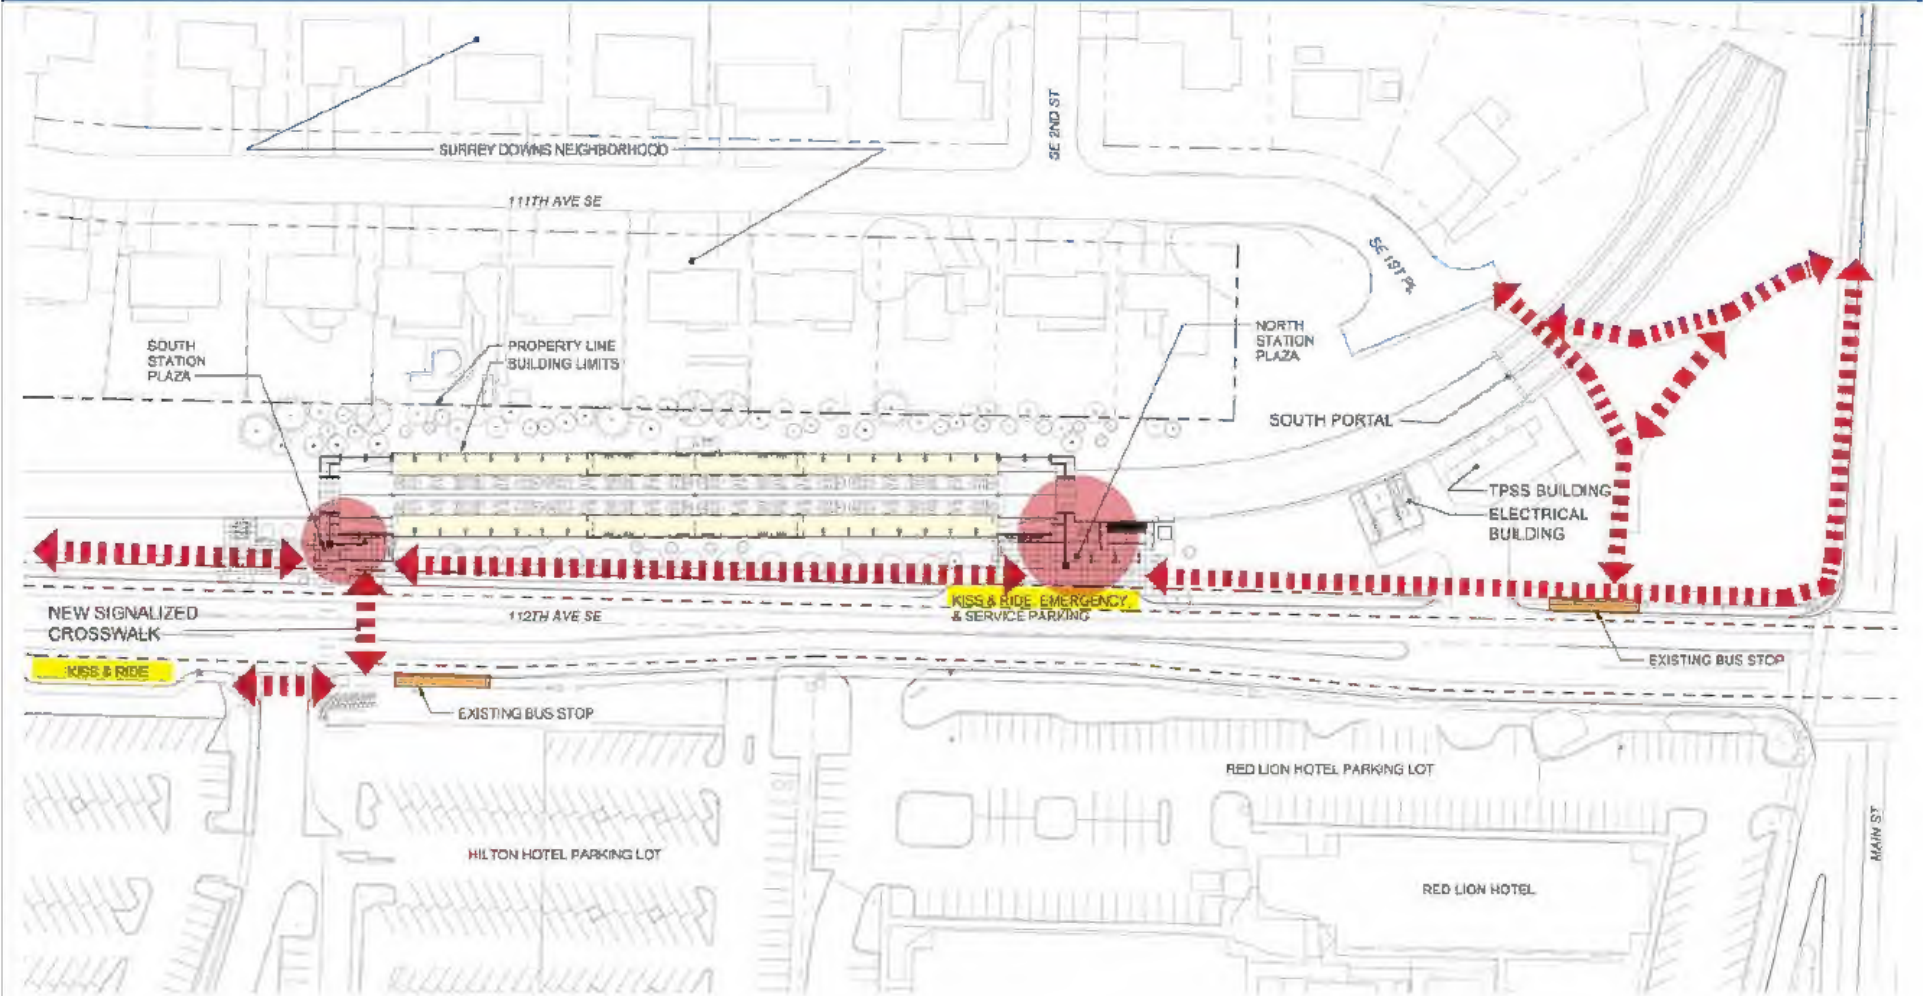 SE 2ND ST
SURREY DOWNS NEIGHBORHOOD
111TH AVE SE
SE 1ST PL
SOUTH
STATION
PLAZA
PROPERTY LINE
BUILDING LIMITS
NORTH
STATION
PLAZA
SOUTH PORTAL
TPSS BUILDING
ELECTRICAL
BUILDING
NEW SIGNALIZED
CROSSWALK
112TH AVE SE
KISS & RIDE, EMERGENCY,
& SERVICE PARKING
KISS & RIDE
EXISTING BUS STOP
EXISTING BUS STOP
RED LION HOTEL PARKING LOT
HILTON HOTEL PARKING LOT
RED LION HOTEL
MAIN ST